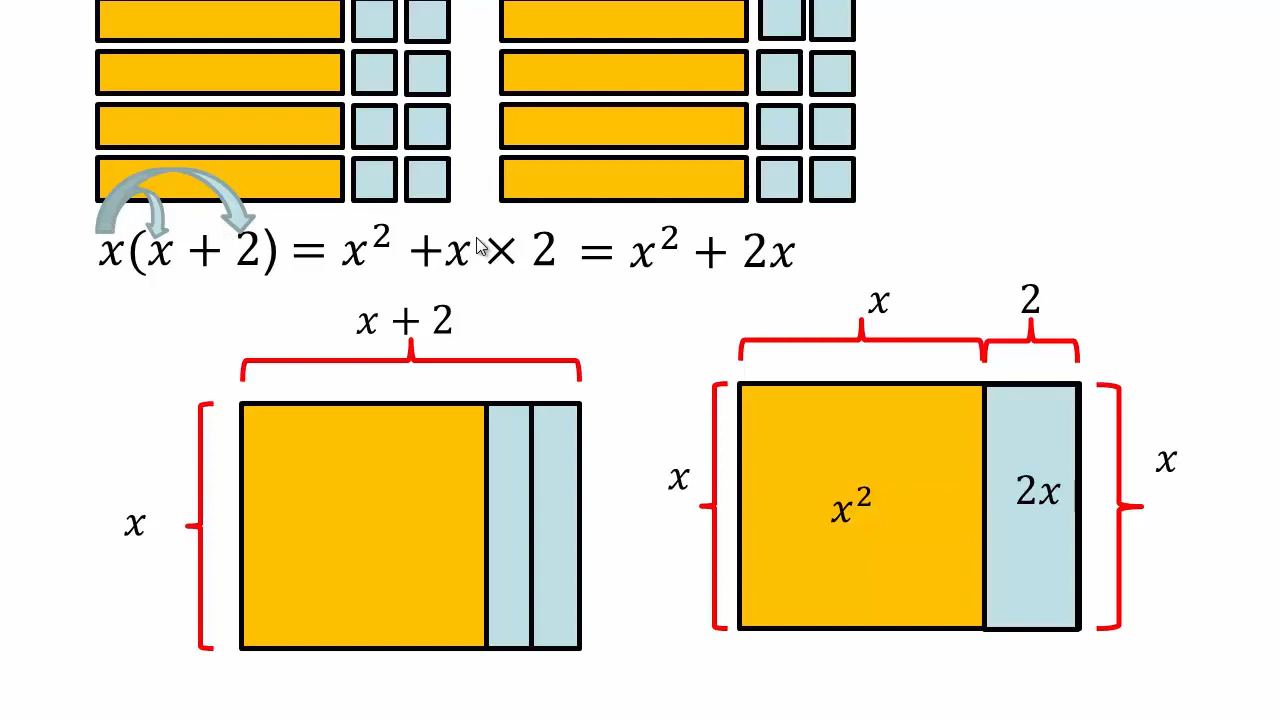 x(x + 2) = x² + x × 2 = x² + 2x
x + 2
x
x
2
x
x²
2x
x